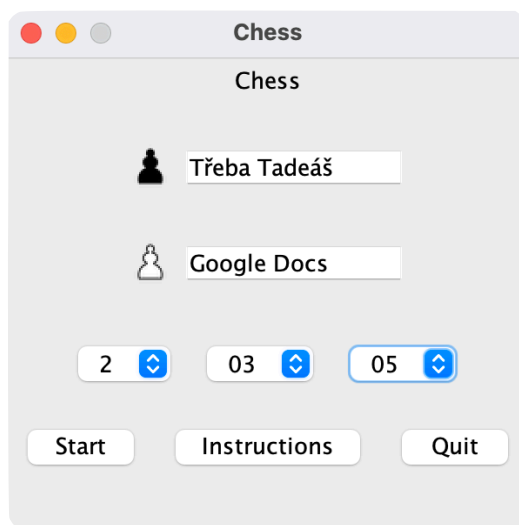 Chess
Chess
Třeba Tadeáš
Google Docs
2 03 05
Start Instructions Quit